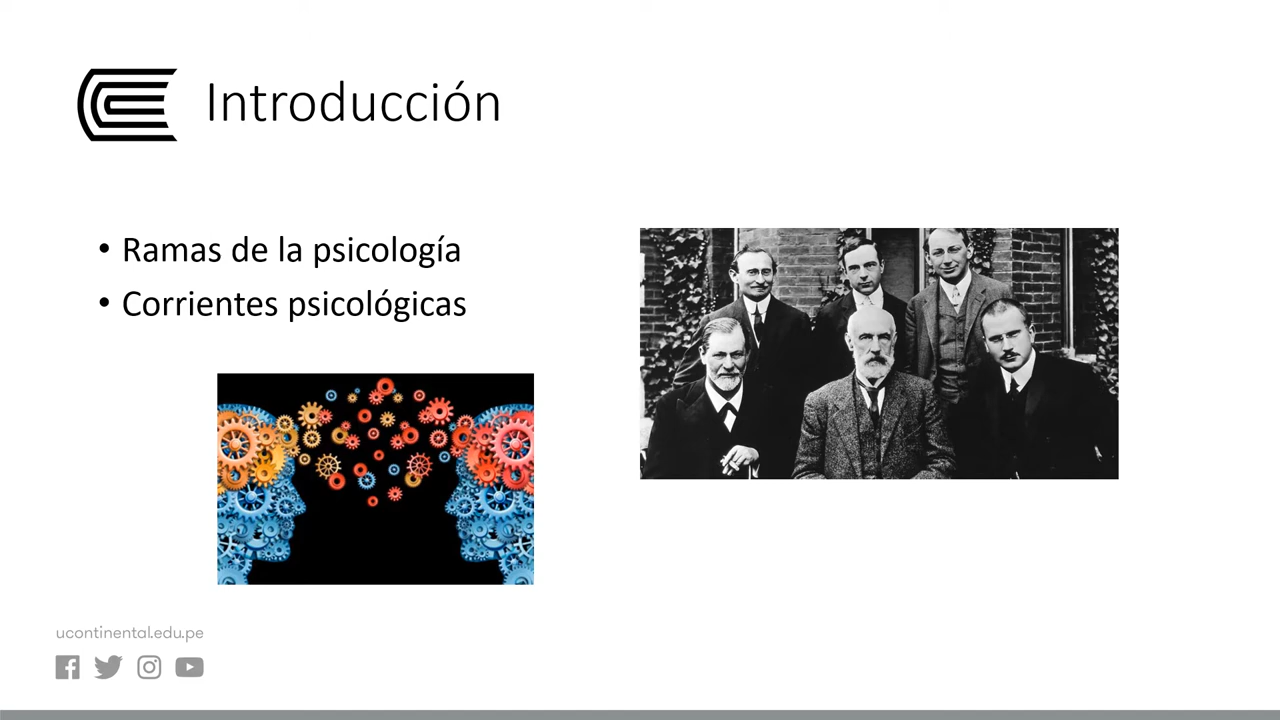 Introducción
• Ramas de la psicología
• Corrientes psicológicas
ucontinental.edu.pe